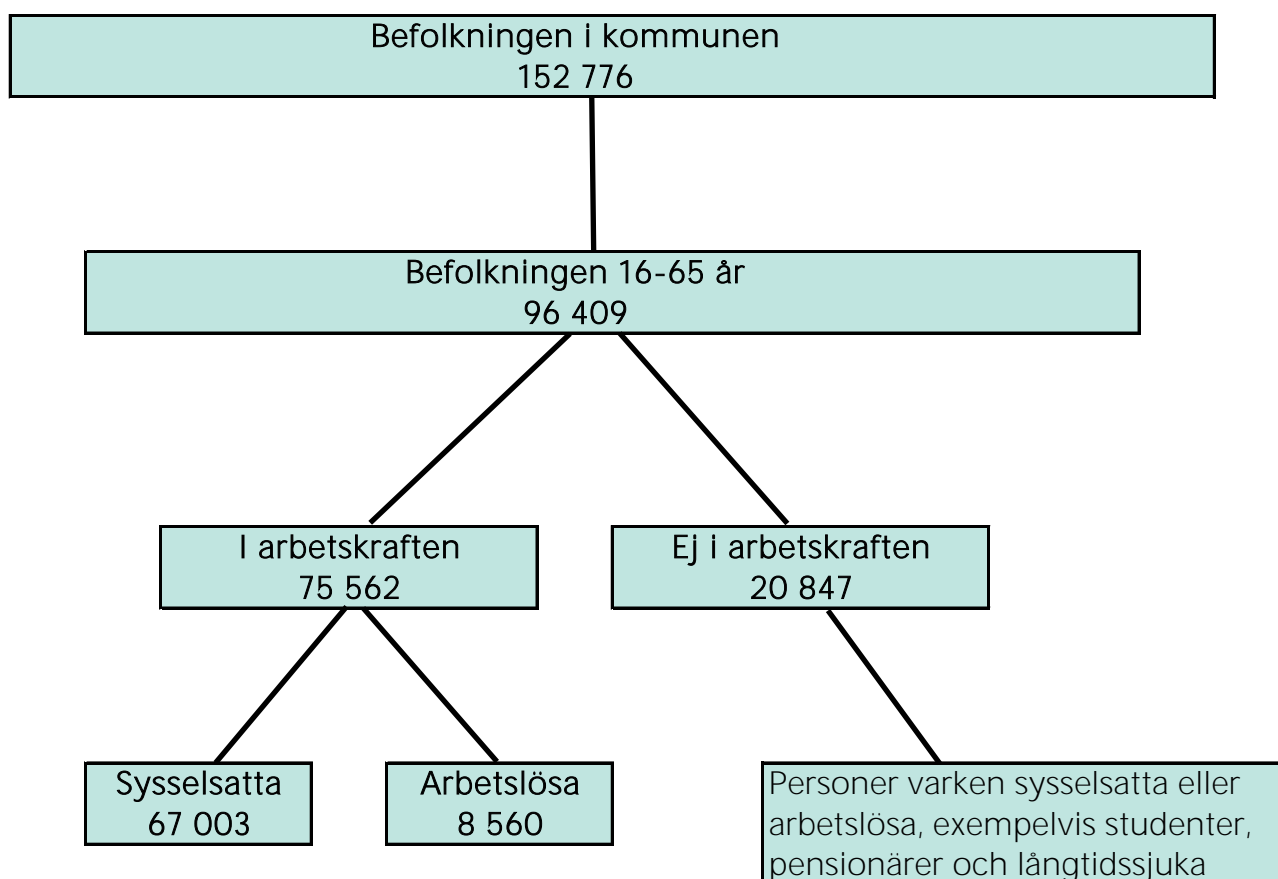 Befolkningen i kommunen
152 776
Befolkningen 16-65 år
96 409
I arbetskraften
75 562
Ej i arbetskraften
20 847
Sysselsatta
67 003
Arbetslösa
8 560
Personer varken sysselsatta eller
arbetslösa, exempelvis studenter,
pensionärer och långtidssjuka